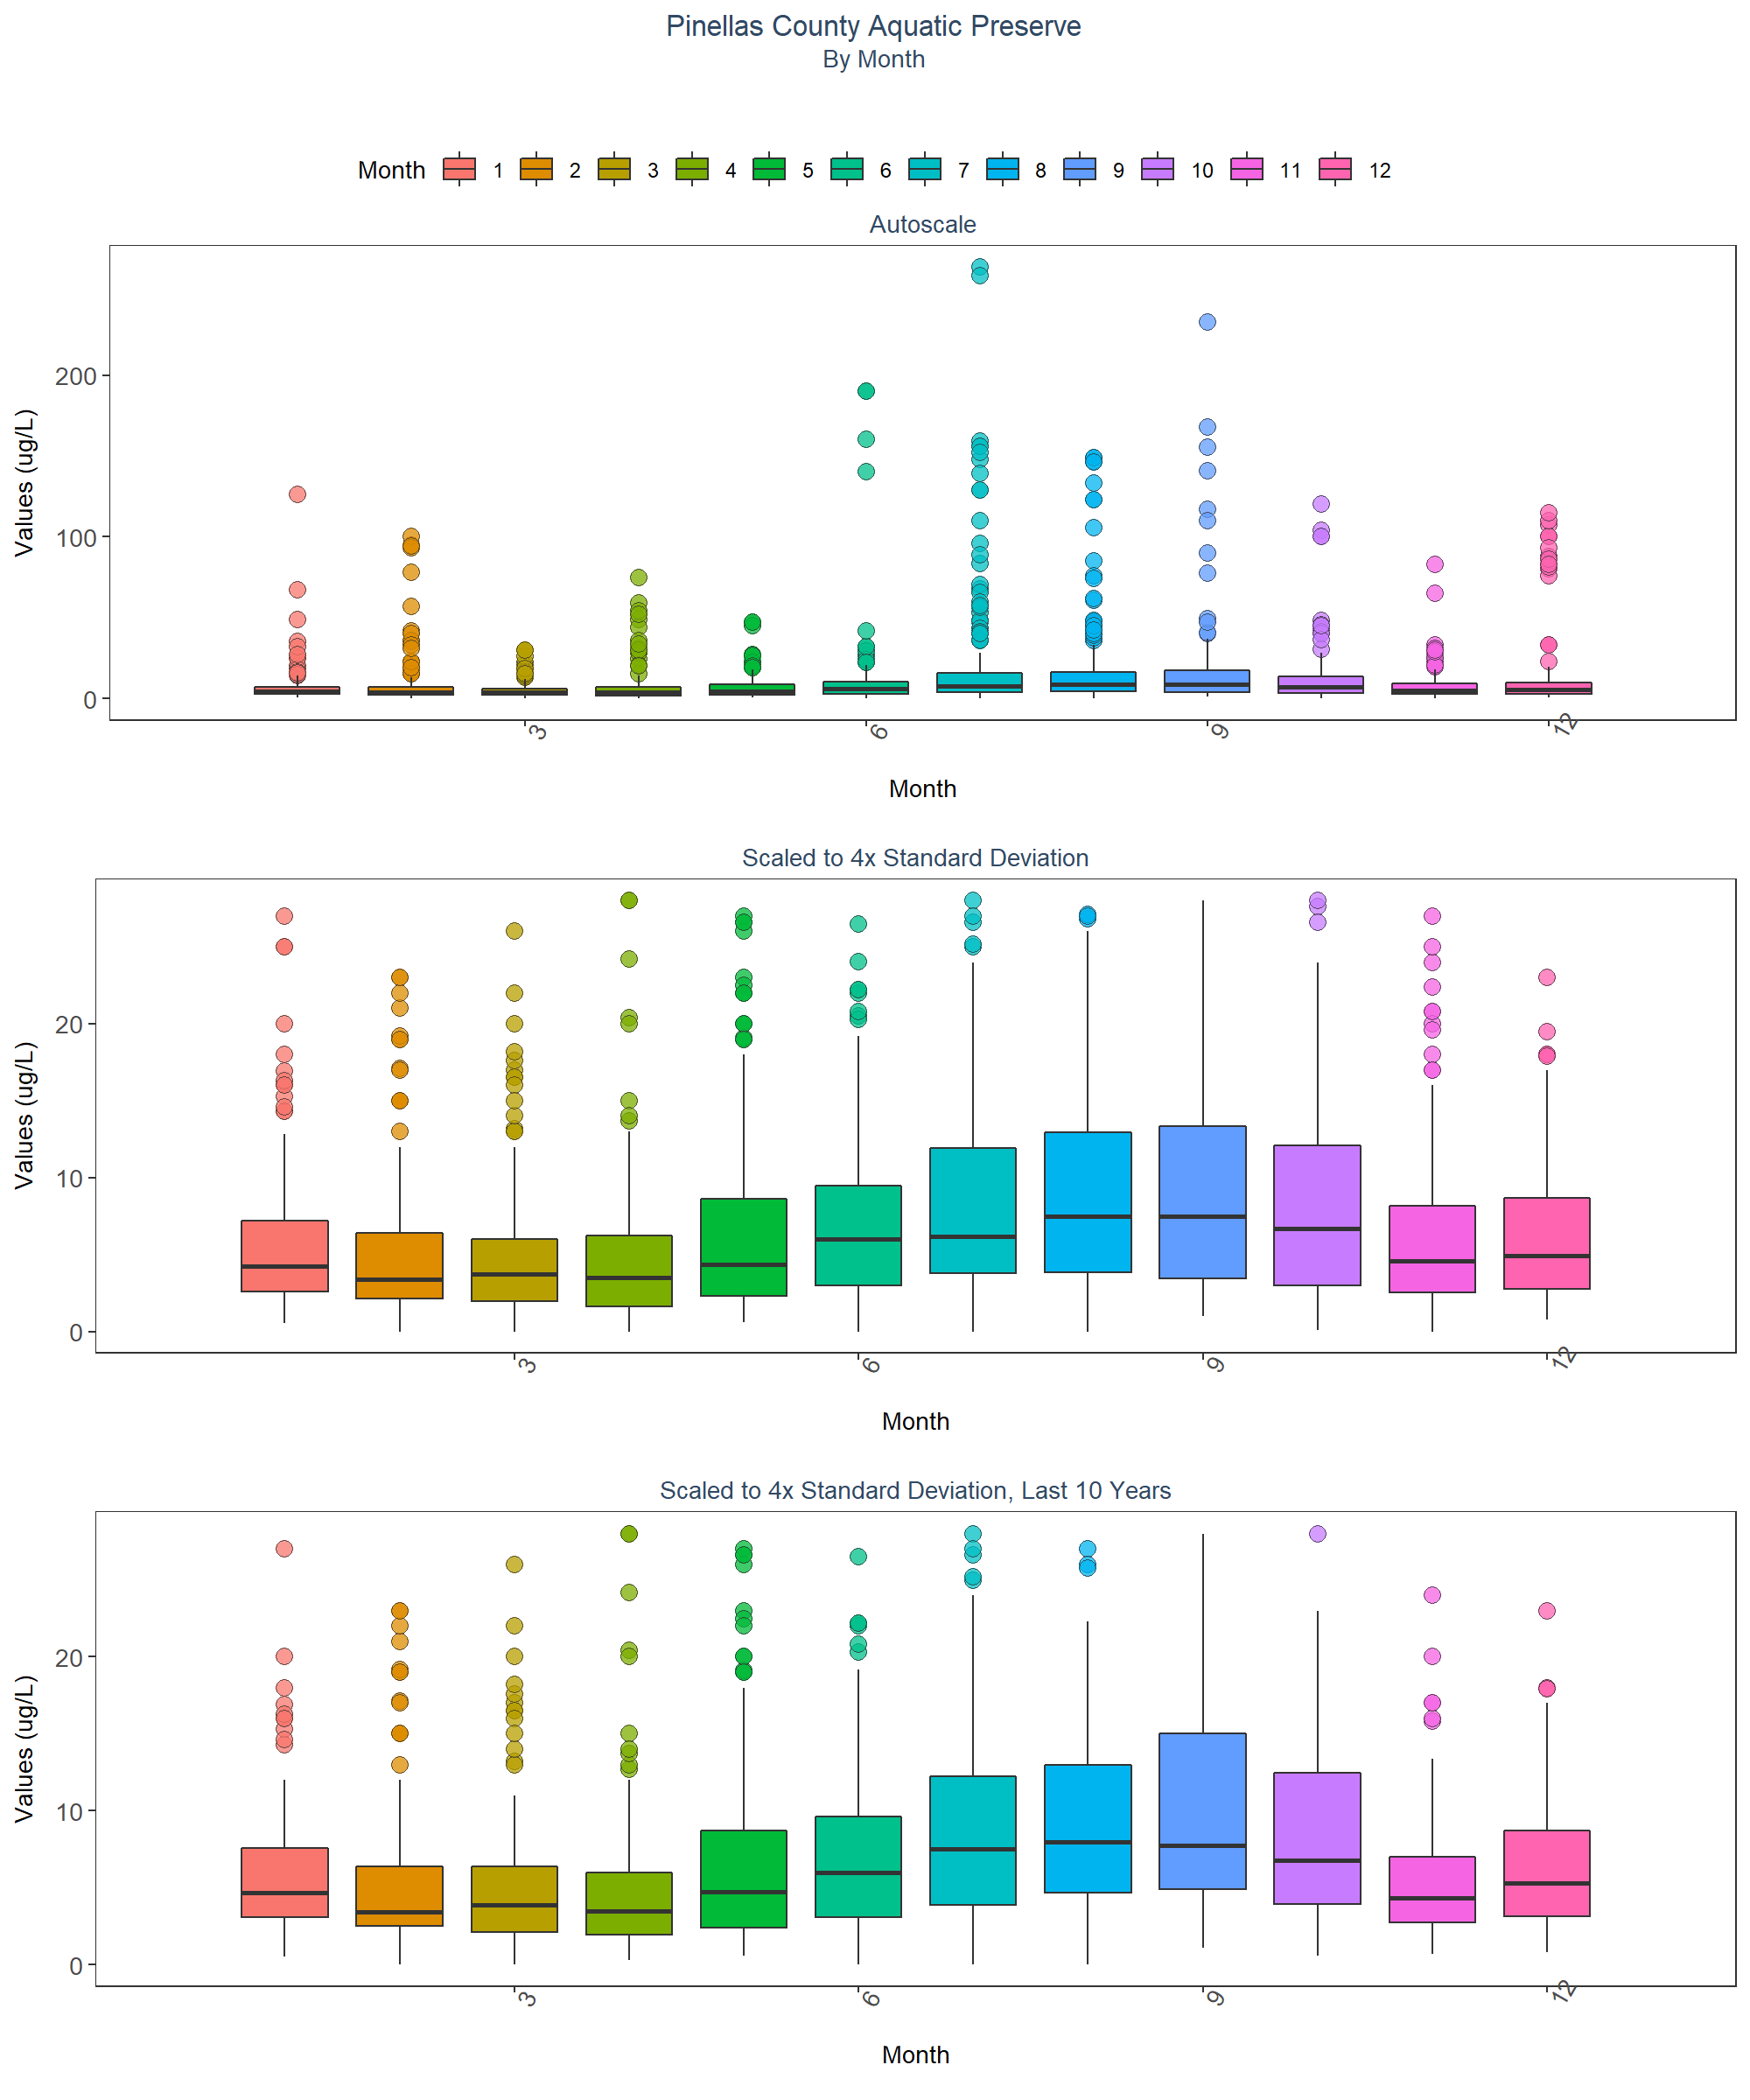 Pinellas County Aquatic Preserve
By Month
Month 1 2 3 4 5 6 7 8 9 10 11 12
Autoscale
200
100
0
Values (ug/L)
3 6 9 12
Month
Scaled to 4x Standard Deviation
20
10
0
Values (ug/L)
3 6 9 12
Month
Scaled to 4x Standard Deviation, Last 10 Years
20
10
0
Values (ug/L)
3 6 9 12
Month